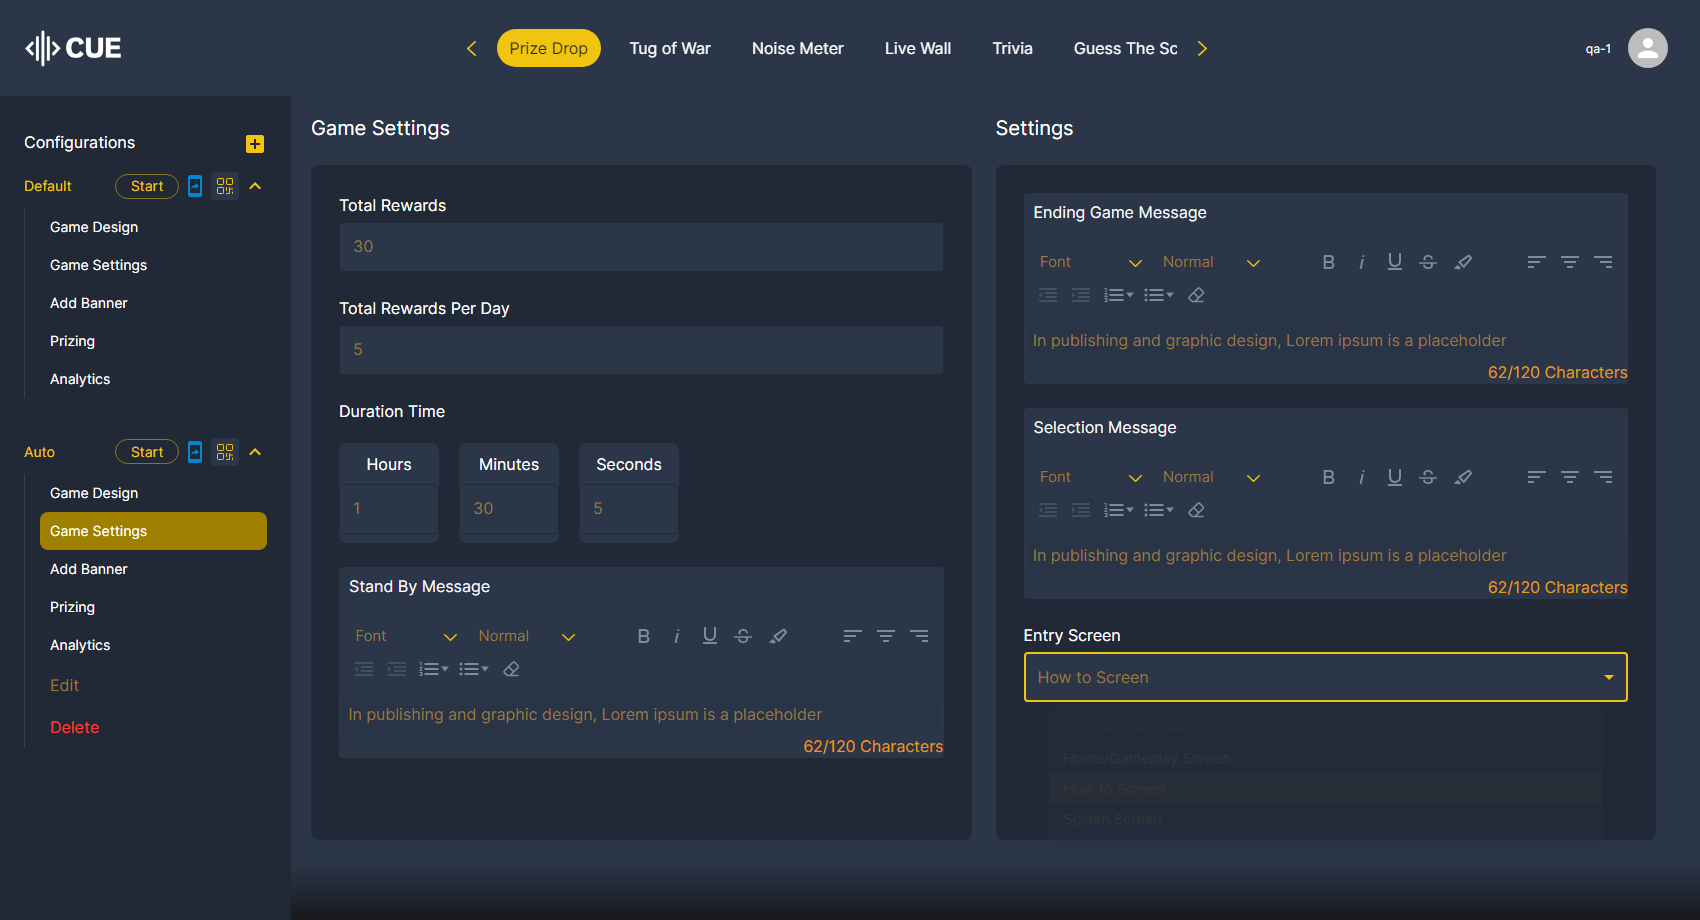 CUE
Prize Drop
Tug of War
Noise Meter
Live Wall
Trivia
Guess The Sc
qa-1
Configurations
Default
Start
Game Design
Game Settings
Add Banner
Prizing
Analytics
Auto
Start
Game Design
Game Settings
Add Banner
Prizing
Analytics
Edit
Delete
Game Settings
Total Rewards
30
Total Rewards Per Day
5
Duration Time
Hours
Minutes
Seconds
1
30
5
Stand By Message
Font
Normal
In publishing and graphic design, Lorem ipsum is a placeholder
62/120 Characters
Settings
Ending Game Message
Font
Normal
In publishing and graphic design, Lorem ipsum is a placeholder
62/120 Characters
Selection Message
Font
Normal
In publishing and graphic design, Lorem ipsum is a placeholder
62/120 Characters
Entry Screen
How to Screen
Home/Gameplay Screen
How to Screen
Splash Screen